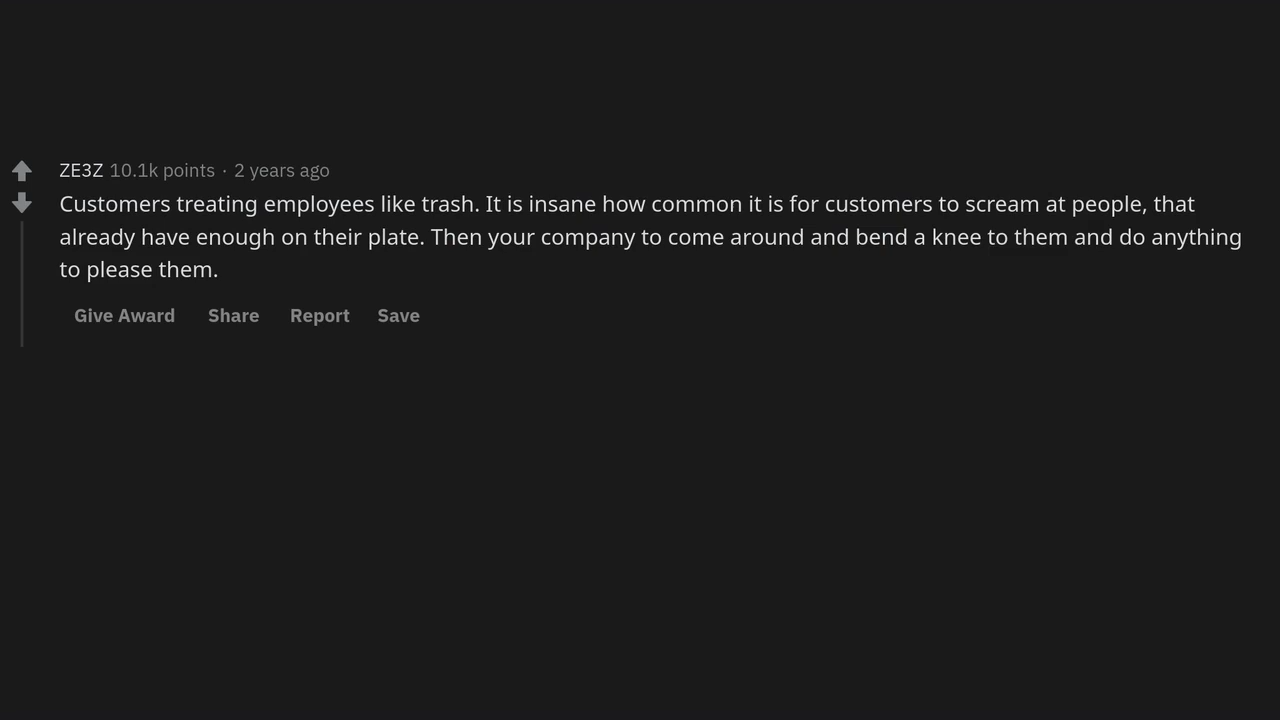 ZE3Z 10.1k points · 2 years ago
Customers treating employees like trash. It is insane how common it is for customers to scream at people, that
already have enough on their plate. Then your company to come around and bend a knee to them and do anything
to please them.
Give Award Share Report Save